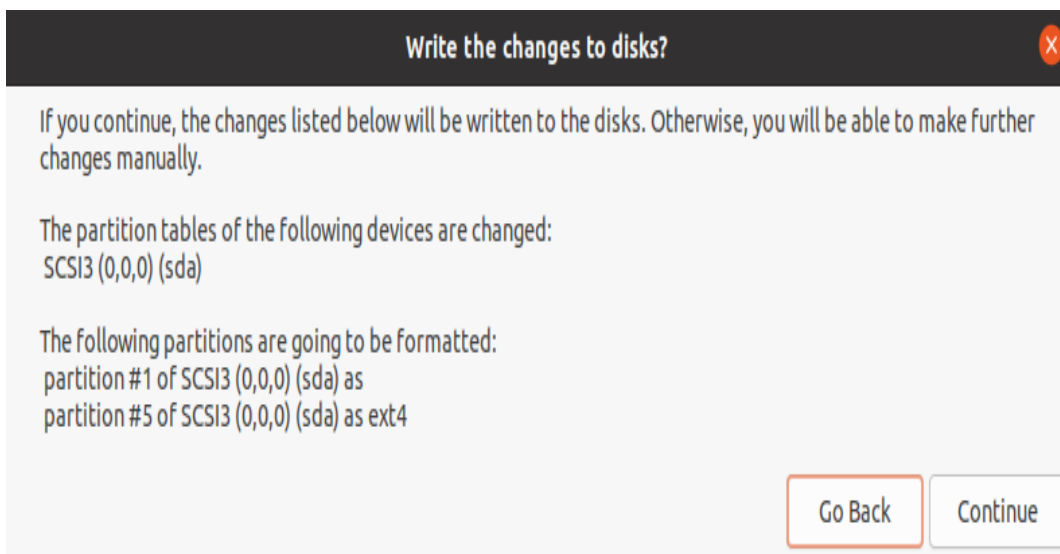 Write the changes to disks?
If you continue, the changes listed below will be written to the disks. Otherwise, you will be able to make further
changes manually.
The partition tables of the following devices are changed:
SCSI3 (0,0,0) (sda)
The following partitions are going to be formatted:
partition #1 of SCSI3 (0,0,0) (sda) as
partition #5 of SCSI3 (0,0,0) (sda) as ext4
Go Back Continue